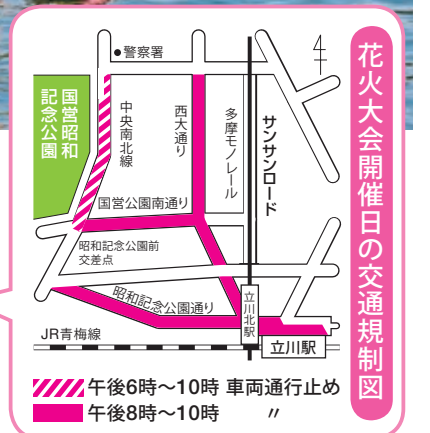 花火大会開催日の交通規制図
●警察署
国営昭和
記念公園
中央南北線
西大通り
多摩モノレール
サンサンロード
国営公園南通り
昭和記念公園前
交差点
昭和記念公園通り
立川北駅
JR青梅線
立川駅
午後6時〜10時 車両通行止め
午後8時〜10時 〃